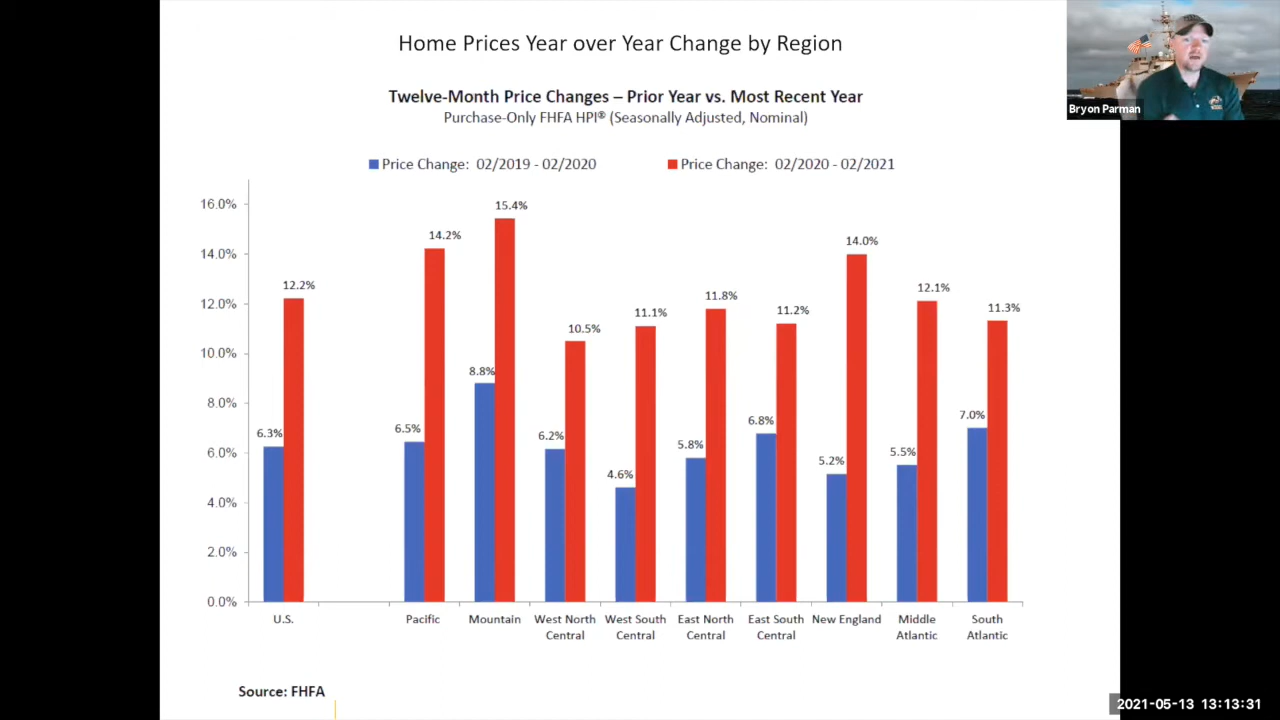 Home Prices Year over Year Change by Region
Twelve-Month Price Changes – Prior Year vs. Most Recent Year
Purchase-Only FHFA HPI® (Seasonally Adjusted, Nominal)
Price Change: 02/2019 - 02/2020
Price Change: 02/2020 - 02/2021
16.0%
14.0%
12.0%
10.0%
8.0%
6.0%
4.0%
2.0%
0.0%
6.3%
12.2%
6.5%
14.2%
8.8%
15.4%
6.2%
10.5%
4.6%
11.1%
5.8%
11.8%
6.8%
11.2%
5.2%
14.0%
5.5%
12.1%
7.0%
11.3%
U.S.
Pacific
Mountain
West North
Central
West South
Central
East North
Central
East South
Central
New England
Middle
Atlantic
South
Atlantic
Source: FHFA
Bryon Parman
2021-05-13 13:13:31